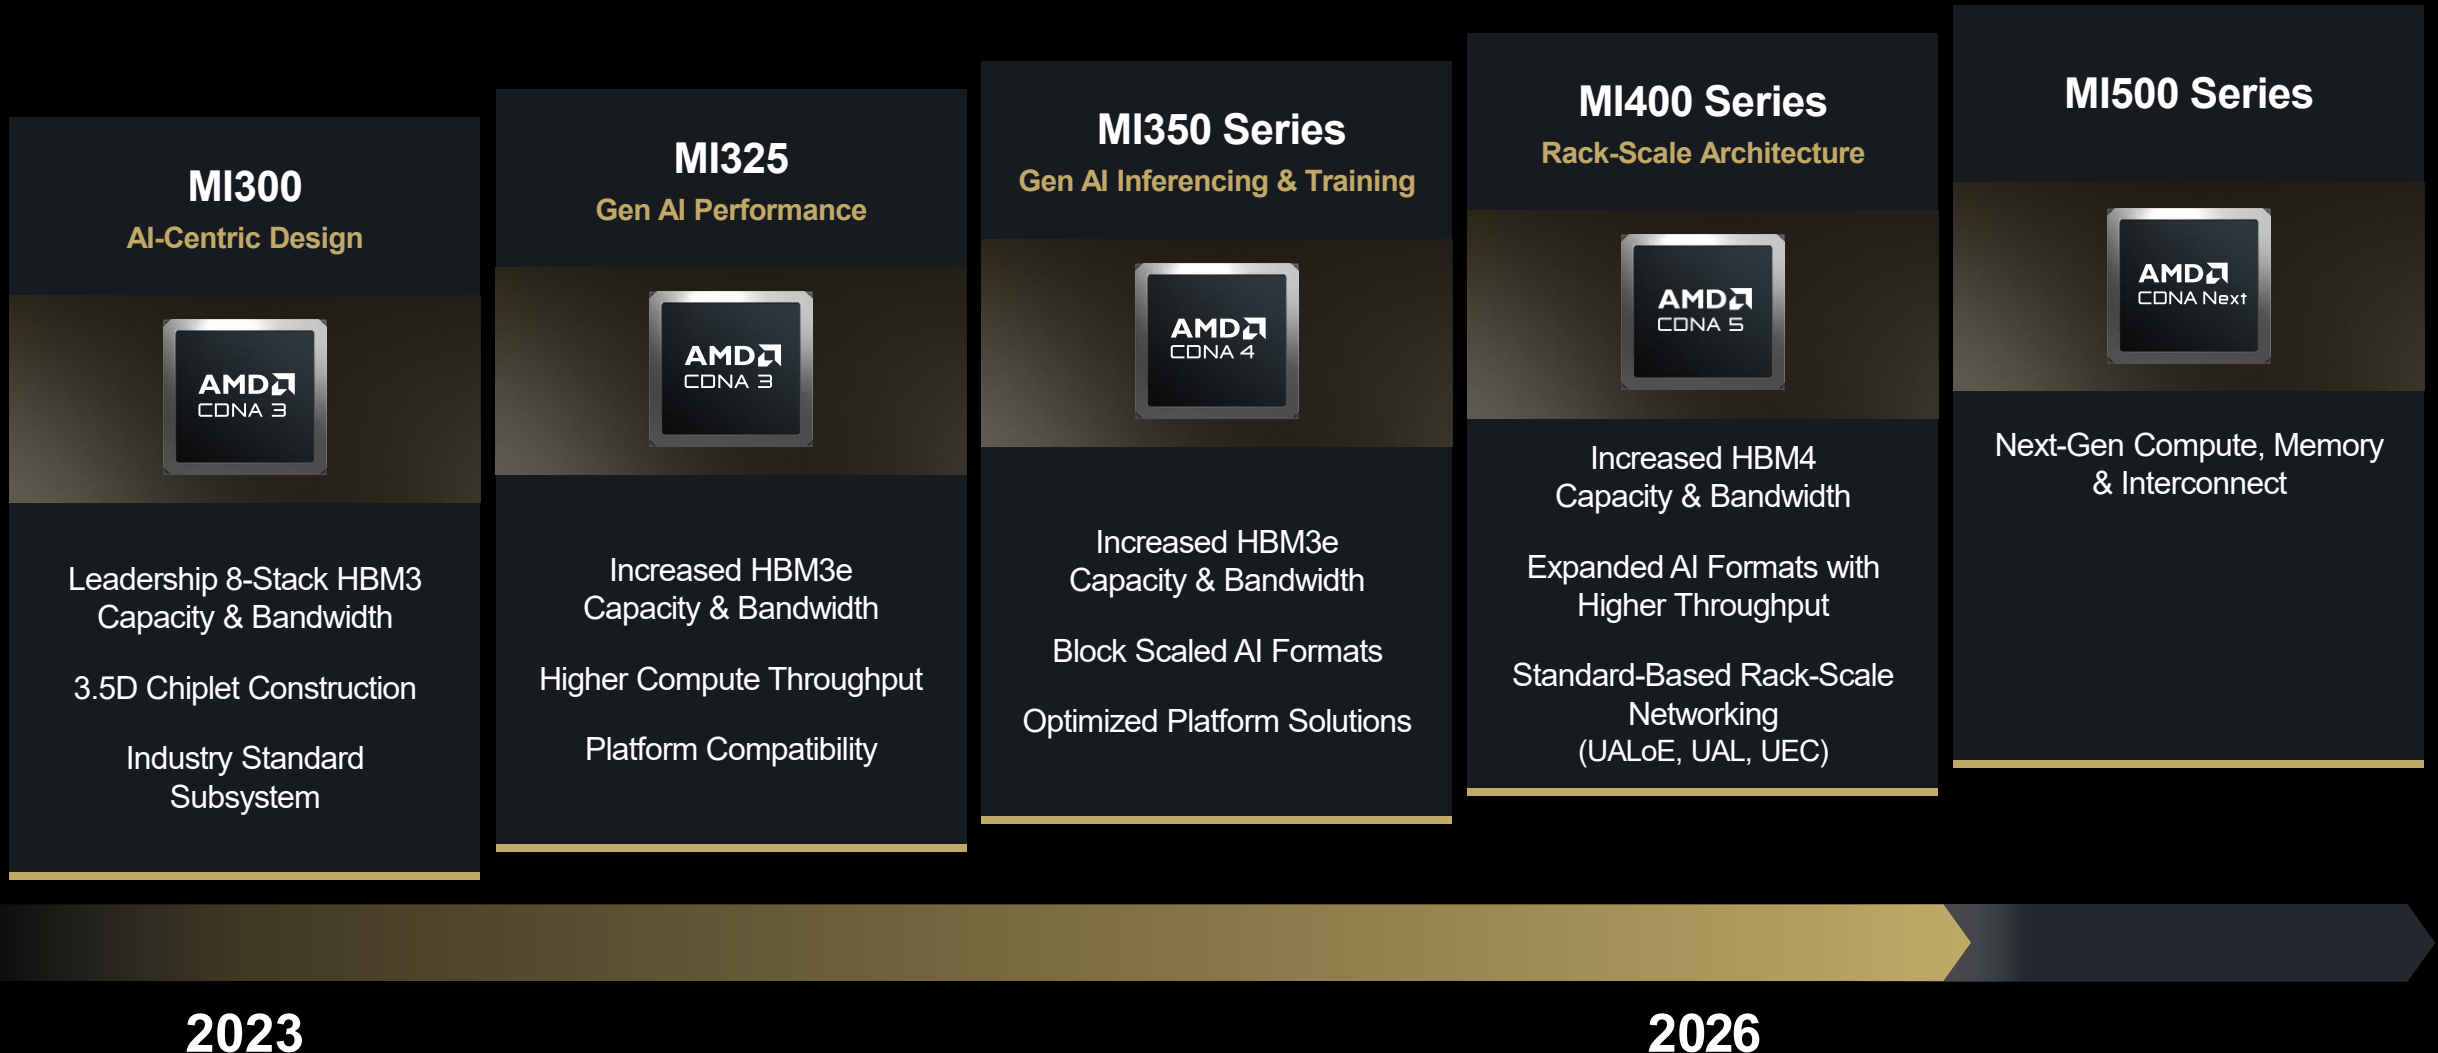 MI300
AI-Centric Design
AMD
CDNA 3
Leadership 8-Stack HBM3
Capacity & Bandwidth
3.5D Chiplet Construction
Industry Standard
Subsystem
MI325
Gen AI Performance
AMD
CDNA 3
Increased HBM3e
Capacity & Bandwidth
Higher Compute Throughput
Platform Compatibility
MI350 Series
Gen AI Inferencing & Training
AMD
CDNA 4
Increased HBM3e
Capacity & Bandwidth
Block Scaled AI Formats
Optimized Platform Solutions
MI400 Series
Rack-Scale Architecture
AMD
CDNA 5
Increased HBM4
Capacity & Bandwidth
Expanded AI Formats with
Higher Throughput
Standard-Based Rack-Scale
Networking
(UALoE, UAL, UEC)
MI500 Series
AMD
CDNA Next
Next-Gen Compute, Memory
& Interconnect
2023
2026